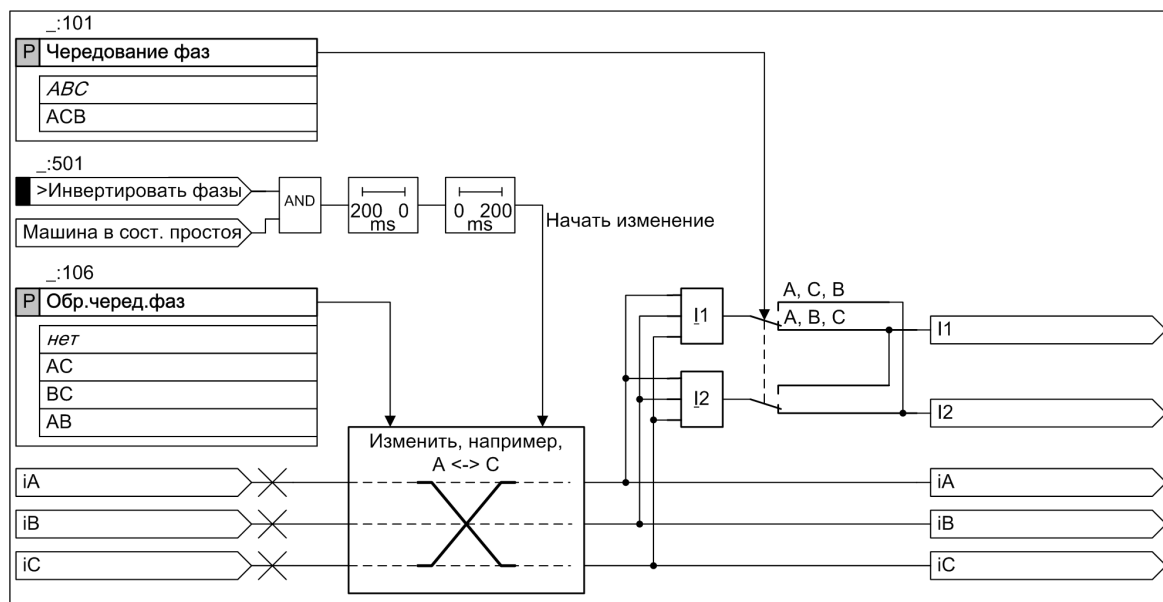 _:101
P Чередование фаз
ABC
ACB
_:501
>Инвертировать фазы
Машина в сост. простоя
AND
200 0
ms
0 200
ms
Начать изменение
_:106
P Обр.черед.фаз
нет
AC
BC
AB
I1
A, C, B
A, B, C
I1
I2
I2
Изменить, например,
A <-> C
iA
iA
iB
iB
iC
iC